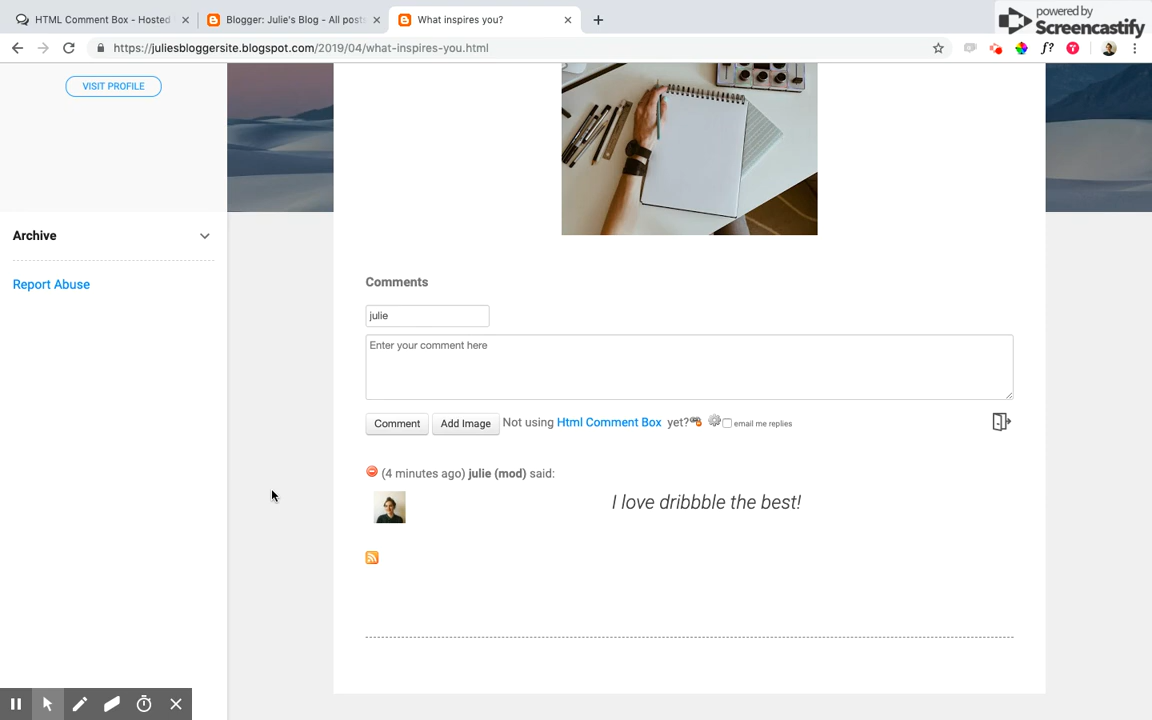 HTML Comment Box - Hosted
Blogger: Julie's Blog - All post
What inspires you?
powered by
Screencastify
https://juliesbloggersite.blogspot.com/2019/04/what-inspires-you.html
f?
VISIT PROFILE
Archive
Report Abuse
Comments
julie
Enter your comment here
Comment
Add Image
Not using Html Comment Box yet?
email me replies
(4 minutes ago) julie (mod) said:
I love dribbble the best!